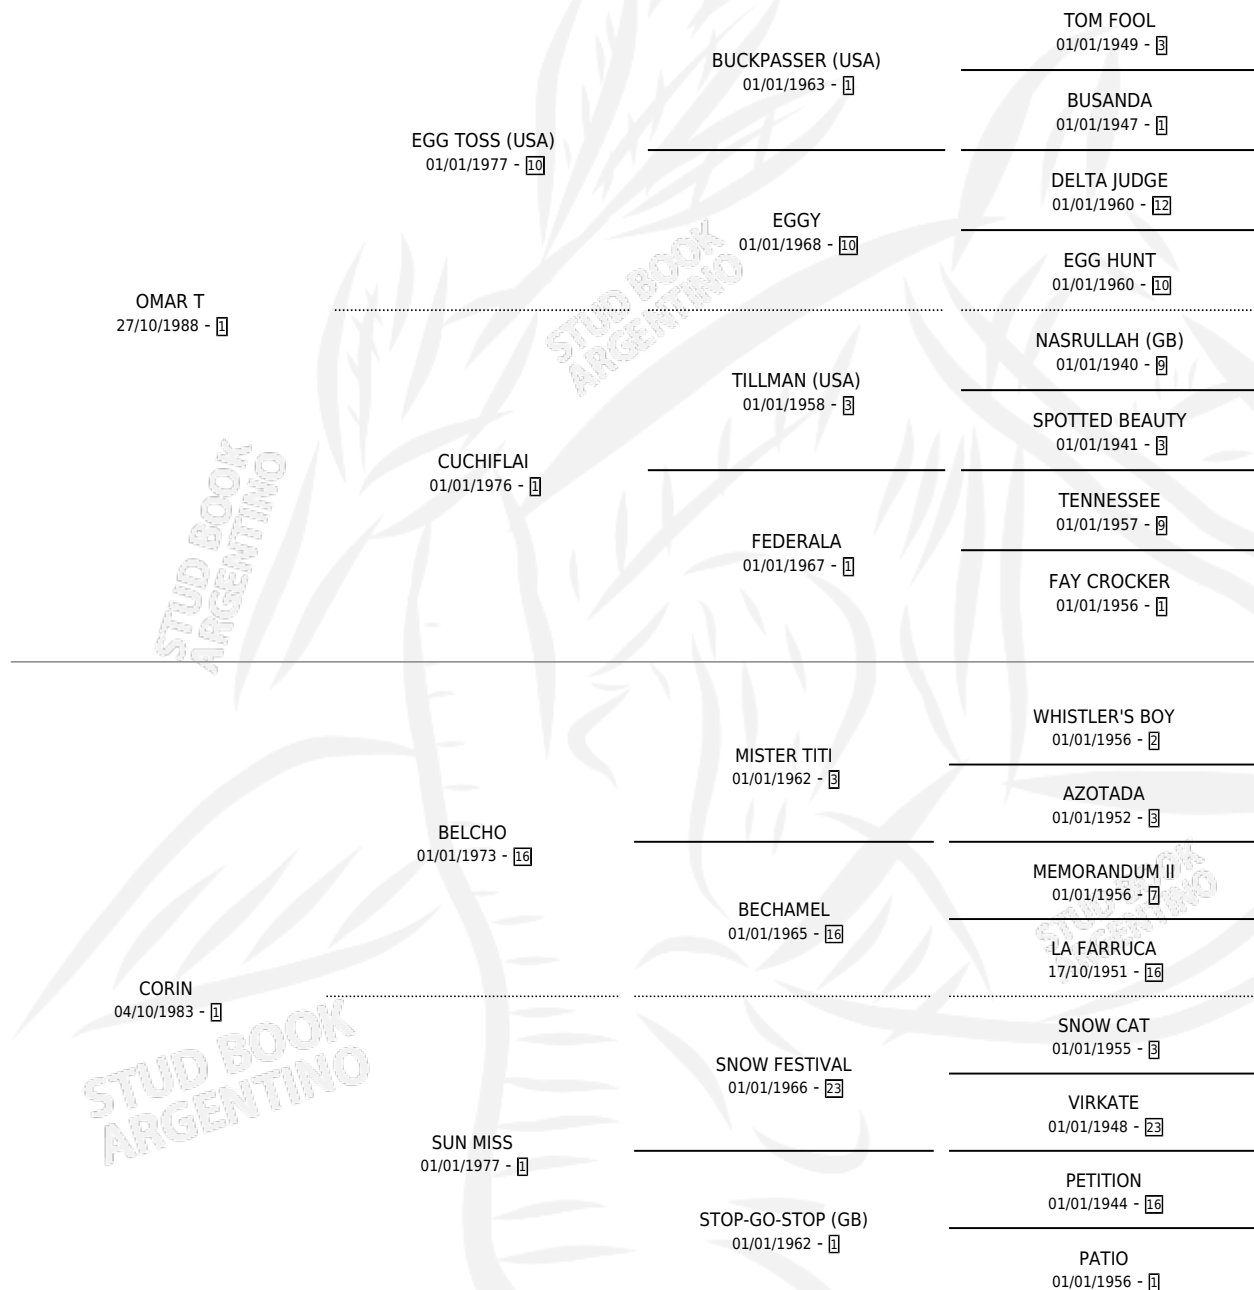 TOM FOOL
01/01/1949 - 3
BUCKPASSER (USA)
01/01/1963 - 1
BUSANDA
01/01/1947 - 1
EGG TOSS (USA)
01/01/1977 - 10
DELTA JUDGE
01/01/1960 - 12
EGGY
01/01/1968 - 10
EGG HUNT
01/01/1960 - 10
OMAR T
27/10/1988 - 1
NASRULLAH (GB)
01/01/1940 - 9
TILLMAN (USA)
01/01/1958 - 3
SPOTTED BEAUTY
01/01/1941 - 3
CUCHIFLAI
01/01/1976 - 1
TENNESSEE
01/01/1957 - 9
FEDERALA
01/01/1967 - 1
FAY CROCKER
01/01/1956 - 1
WHISTLER'S BOY
01/01/1956 - 2
MISTER TITI
01/01/1962 - 3
AZOTADA
01/01/1952 - 3
BELCHO
01/01/1973 - 16
MEMORANDUM II
01/01/1956 - 7
BECHAMEL
01/01/1965 - 16
LA FARRUCA
17/10/1951 - 16
CORIN
04/10/1983 - 1
SNOW CAT
01/01/1955 - 3
SNOW FESTIVAL
01/01/1966 - 23
VIRKATE
01/01/1948 - 23
SUN MISS
01/01/1977 - 1
PETITION
01/01/1944 - 16
STOP-GO-STOP (GB)
01/01/1962 - 1
PATIO
01/01/1956 - 1
STUD BOOK
ARGENTINO
STUD BOOK
ARGENTINO
STUD BOOK
ARGENTINO
STUD BOOK
ARGENTINO